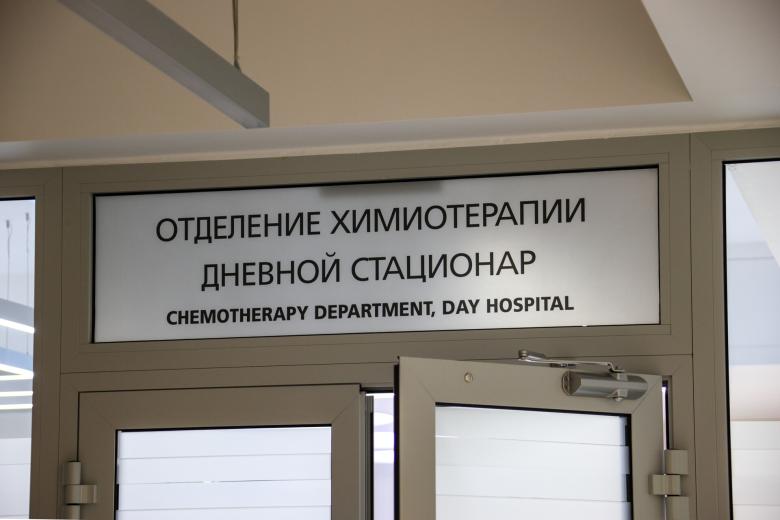 ОТДЕЛЕНИЕ ХИМИОТЕРАПИИ
ДНЕВНОЙ СТАЦИОНАР
CHEMOTHERAPY DEPARTMENT, DAY HOSPITAL